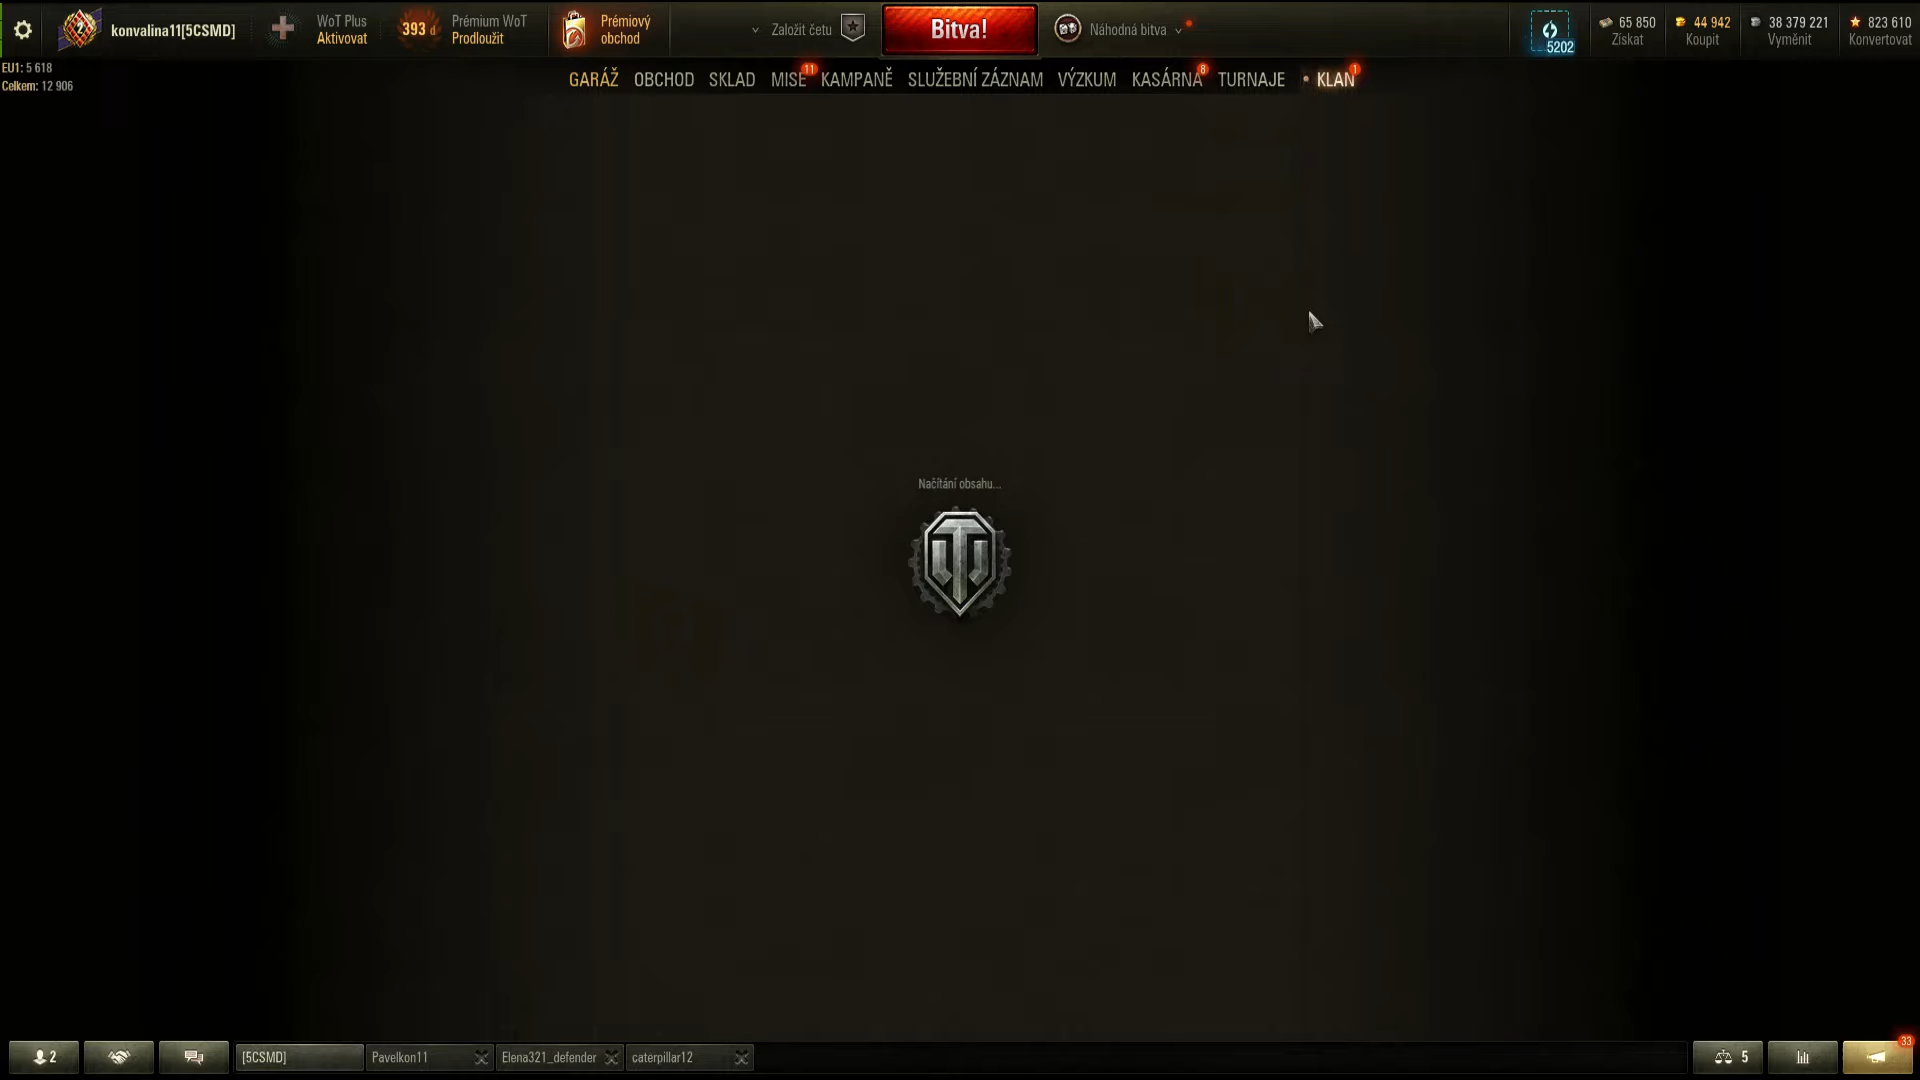 konvalina11[5CSMD]
WoT Plus
Aktivovat
393 d
Prémium WoT
Prodloužit
Prémiový
obchod
Založit četu
Bitva!
Náhodná bitva
5202
65 850
Získat
44 942
Koupit
38 379 221
Vyměnit
823 610
Konvertovat
EU1: 5 618
Celkem: 12 906
GARÁŽ
OBCHOD
SKLAD
MISE
11
KAMPANĚ
SLUŽEBNÍ ZÁZNAM
VÝZKUM
KASÁRNA
8
TURNAJE
KLAN
1
Načítání obsahu...
2
[5CSMD]
Pavelkon11
Elena321_defender
caterpillar12
5
33